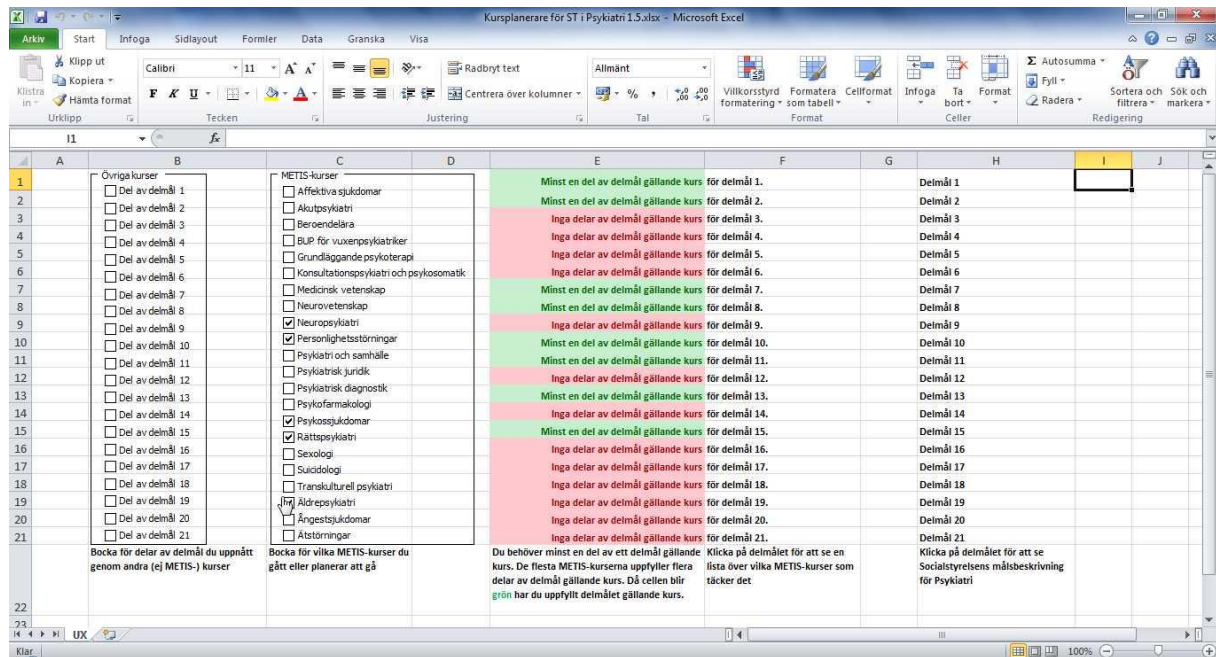 Kursplanerare för ST i Psykiatri 1.5.xlsx - Microsoft Excel
Arkiv Start Infoga Sidlayout Formler Data Granska Visa
Klistra in
Klipp ut
Kopiera
Hämta format
Urklipp
Calibri 11
F K U
Tecken
Radbryt text
Centrera över kolumner
Justering
Allmänt
%
Tal
Villkorsstyrd formatering
Formatera som tabell
Cellformat
Format
Infoga
Ta bort
Format
Celler
Σ Autosumma
Fyll
Radera
Sortera och filtrera
Sök och markera
Redigering
I1 fx
A B C D E F G H I J
Övriga kurser
Del av delmål 1
Del av delmål 2
Del av delmål 3
Del av delmål 4
Del av delmål 5
Del av delmål 6
Del av delmål 7
Del av delmål 8
Del av delmål 9
Del av delmål 10
Del av delmål 11
Del av delmål 12
Del av delmål 13
Del av delmål 14
Del av delmål 15
Del av delmål 16
Del av delmål 17
Del av delmål 18
Del av delmål 19
Del av delmål 20
Del av delmål 21
Bocka för delar av delmål du uppnått
genom andra (ej METIS-) kurser
METIS-kurser
Affektiva sjukdomar
Akutpsykiatri
Beroendelära
BUP för vuxenpsykiatriker
Grundläggande psykoterapi
Konsultationspsykiatri och psykosomatik
Medicinsk vetenskap
Neurovetenskap
Neuropsykiatri
Personlighetsstörningar
Psykiatri och samhälle
Psykiatrisk juridik
Psykiatrisk diagnostik
Psykofarmakologi
Psykossjukdomar
Rättspsykiatri
Sexologi
Suicidologi
Transkulturell psykiatri
Äldrepsykiatri
Ångestsjukdomar
Ätstörningar
Bocka för vilka METIS-kurser du
gått eller planerar att gå
1 Minst en del av delmål gällande kurs för delmål 1. Delmål 1
2 Minst en del av delmål gällande kurs för delmål 2. Delmål 2
3 Inga delar av delmål gällande kurs för delmål 3. Delmål 3
4 Inga delar av delmål gällande kurs för delmål 4. Delmål 4
5 Inga delar av delmål gällande kurs för delmål 5. Delmål 5
6 Inga delar av delmål gällande kurs för delmål 6. Delmål 6
7 Minst en del av delmål gällande kurs för delmål 7. Delmål 7
8 Minst en del av delmål gällande kurs för delmål 8. Delmål 8
9 Inga delar av delmål gällande kurs för delmål 9. Delmål 9
10 Minst en del av delmål gällande kurs för delmål 10. Delmål 10
11 Minst en del av delmål gällande kurs för delmål 11. Delmål 11
12 Inga delar av delmål gällande kurs för delmål 12. Delmål 12
13 Minst en del av delmål gällande kurs för delmål 13. Delmål 13
14 Inga delar av delmål gällande kurs för delmål 14. Delmål 14
15 Minst en del av delmål gällande kurs för delmål 15. Delmål 15
16 Inga delar av delmål gällande kurs för delmål 16. Delmål 16
17 Inga delar av delmål gällande kurs för delmål 17. Delmål 17
18 Inga delar av delmål gällande kurs för delmål 18. Delmål 18
19 Inga delar av delmål gällande kurs för delmål 19. Delmål 19
20 Inga delar av delmål gällande kurs för delmål 20. Delmål 20
21 Inga delar av delmål gällande kurs för delmål 21. Delmål 21
Du behöver minst en del av ett delmål gällande
kurs. De flesta METIS-kurserna uppfyller flera
delar av delmål gällande kurs. Då cellen blir
grön har du uppfyllt delmålet gällande kurs.
Klicka på delmålet för att se en
lista över vilka METIS-kurser som
täcker det
Klicka på delmålet för att se
Socialstyrelsens målsbeskrivning
för Psykiatri
22
23
UX
Klar
100%